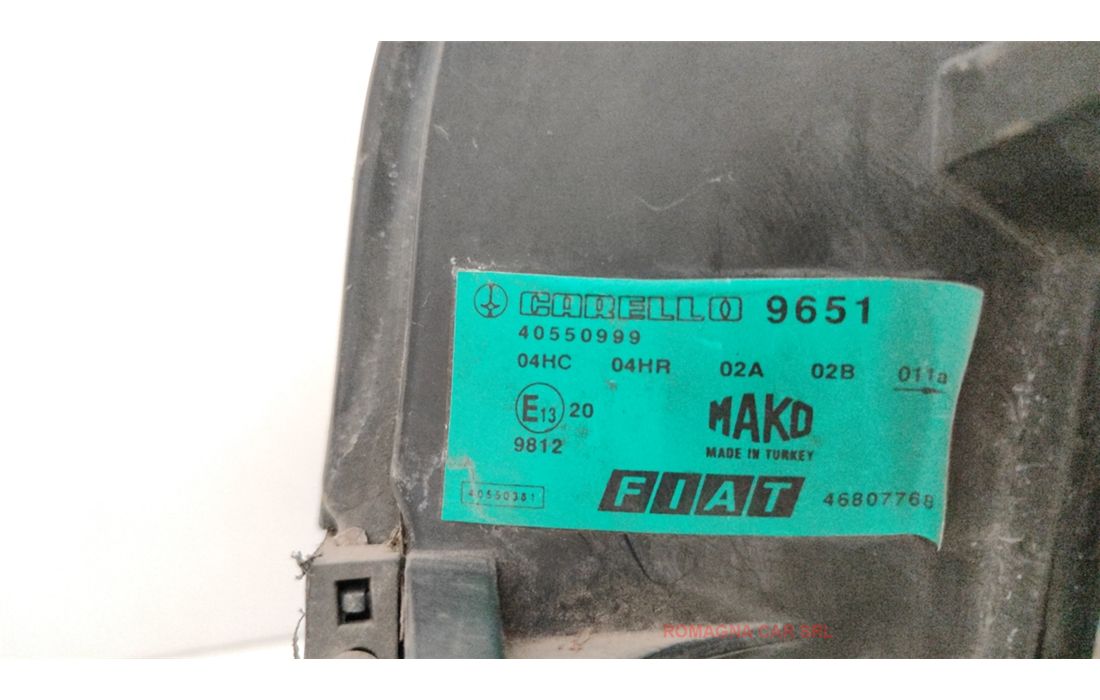 CARELLO 9651
40550999
04HC 04HR 02A 02B 011a
E13 20
9812
MAKO
MADE IN TURKEY
40550381
FIAT 46807768
ROMAGNA CAR SRL